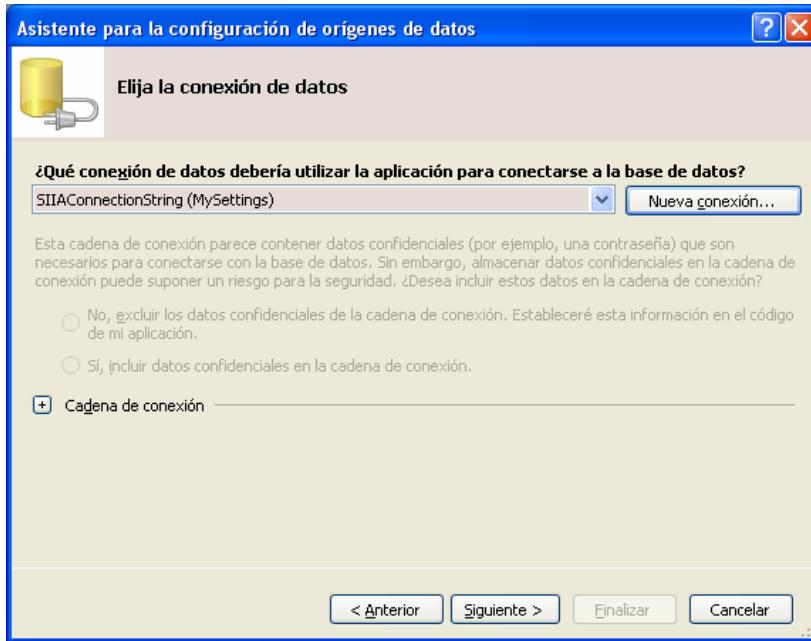 Asistente para la configuración de orígenes de datos
Elija la conexión de datos
¿Qué conexión de datos debería utilizar la aplicación para conectarse a la base de datos?
SIIAConnectionString (MySettings)
Nueva conexión...
Esta cadena de conexión parece contener datos confidenciales (por ejemplo, una contraseña) que son
necesarios para conectarse con la base de datos. Sin embargo, almacenar datos confidenciales en la cadena de
conexión puede suponer un riesgo para la seguridad. ¿Desea incluir estos datos en la cadena de conexión?
No, excluir los datos confidenciales de la cadena de conexión. Estableceré esta información en el código
de mi aplicación.
Sí, incluir datos confidenciales en la cadena de conexión.
Cadena de conexión
< Anterior
Siguiente >
Finalizar
Cancelar